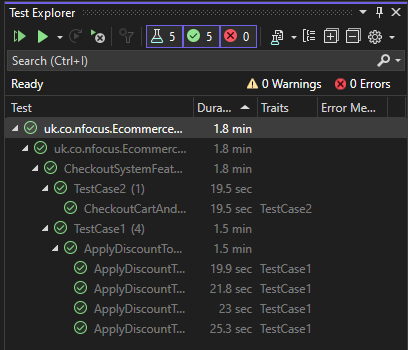 Test Explorer
5 5 0
Search (Ctrl+I)
Ready 0 Warnings 0 Errors
Test Dura... Traits Error Me...
uk.co.nfocus.Ecommerce... 1.8 min
uk.co.nfocus.Ecommerc... 1.8 min
CheckoutSystemFeat... 1.8 min
TestCase2 (1) 19.5 sec
CheckoutCartAnd... 19.5 sec TestCase2
TestCase1 (4) 1.5 min
ApplyDiscountTo... 1.5 min
ApplyDiscountT... 19.9 sec TestCase1
ApplyDiscountT... 21.8 sec TestCase1
ApplyDiscountT... 23 sec TestCase1
ApplyDiscountT... 25.3 sec TestCase1